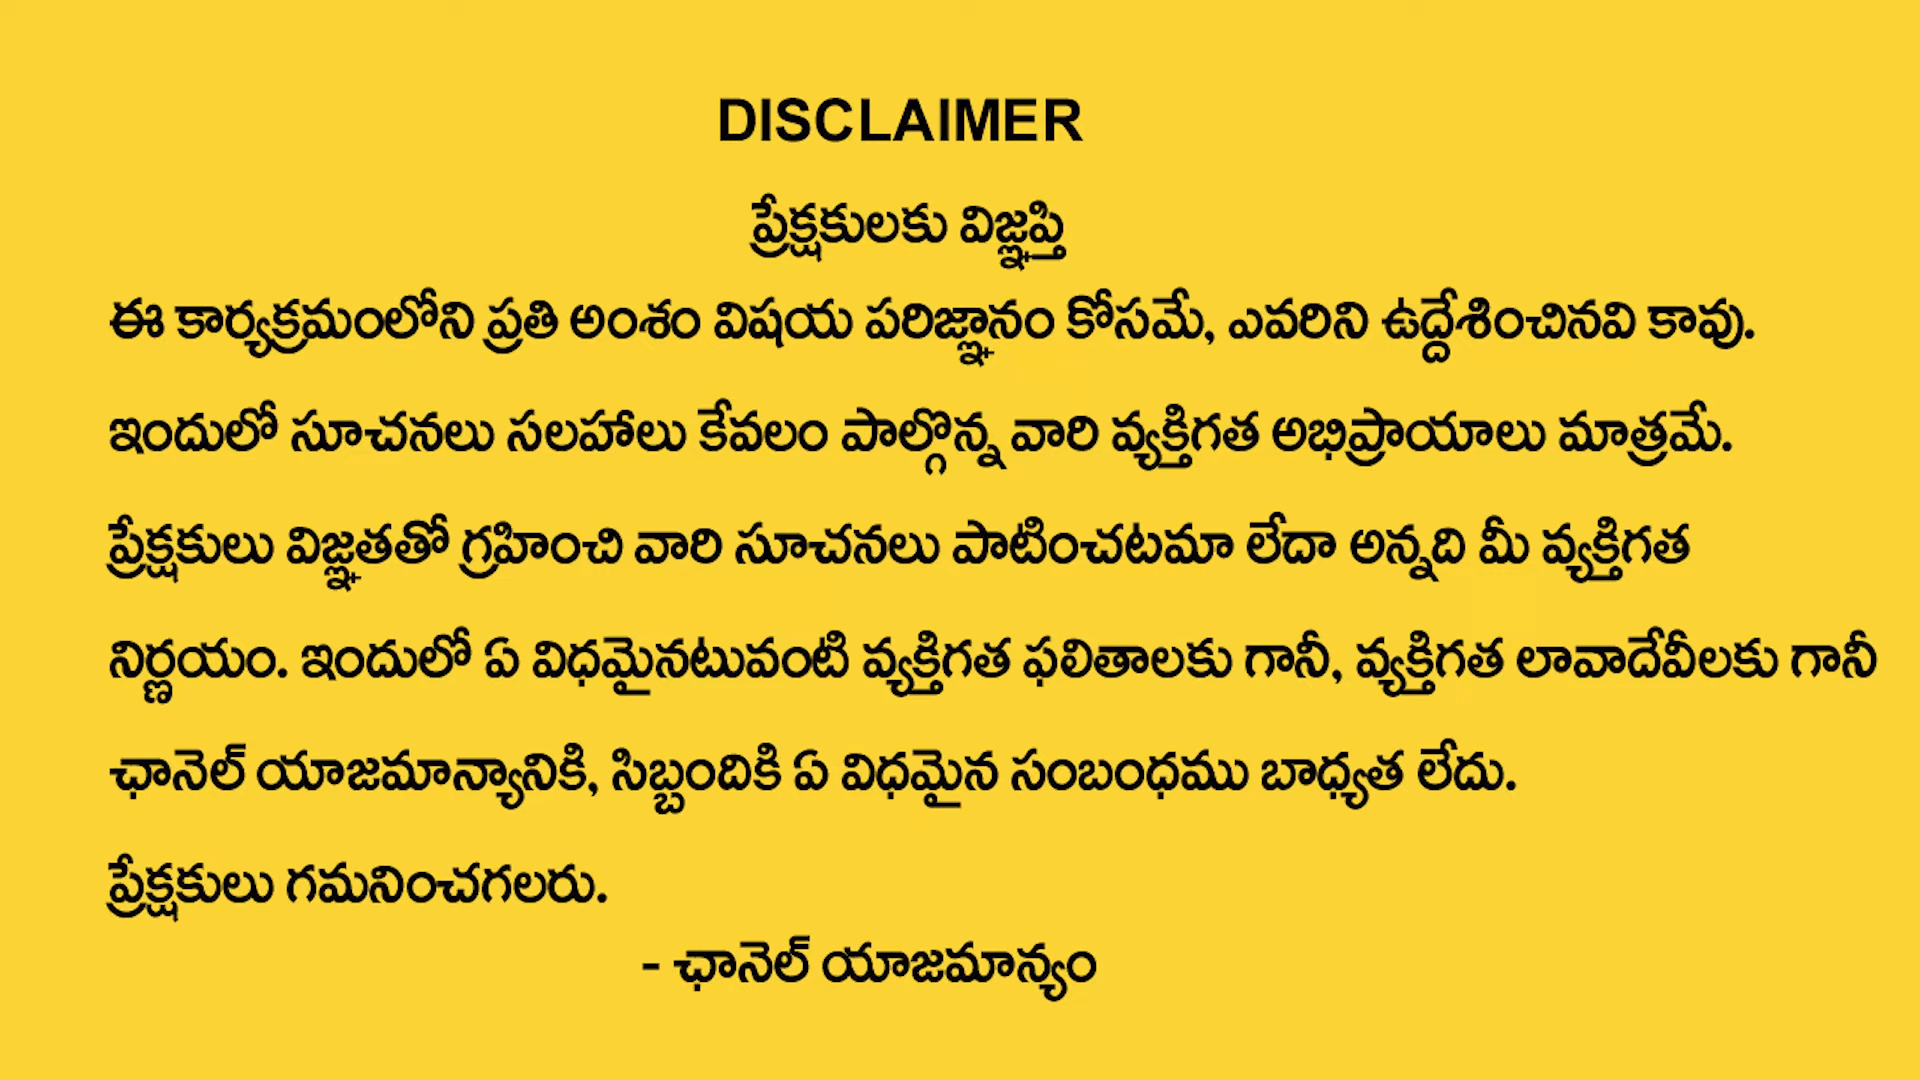 DISCLAIMER
ప్రేక్షకులకు విజ్ఞప్తి
ఈ కార్యక్రమంలోని ప్రతి అంశం విషయ పరిజ్ఞానం కోసమే, ఎవరిని ఉద్దేశించినవి కావు.
ఇందులో సూచనలు సలహాలు కేవలం పాల్గొన్న వారి వ్యక్తిగత అభిప్రాయాలు మాత్రమే.
ప్రేక్షకులు విజ్ఞతతో గ్రహించి వారి సూచనలు పాటించటమా లేదా అన్నది మీ వ్యక్తిగత
నిర్ణయం. ఇందులో ఏ విధమైనటువంటి వ్యక్తిగత ఫలితాలకు గానీ, వ్యక్తిగత లావాదేవీలకు గానీ
ఛానెల్ యాజమాన్యానికి, సిబ్బందికి ఏ విధమైన సంబంధము బాధ్యత లేదు.
ప్రేక్షకులు గమనించగలరు.
- ఛానెల్ యాజమాన్యం